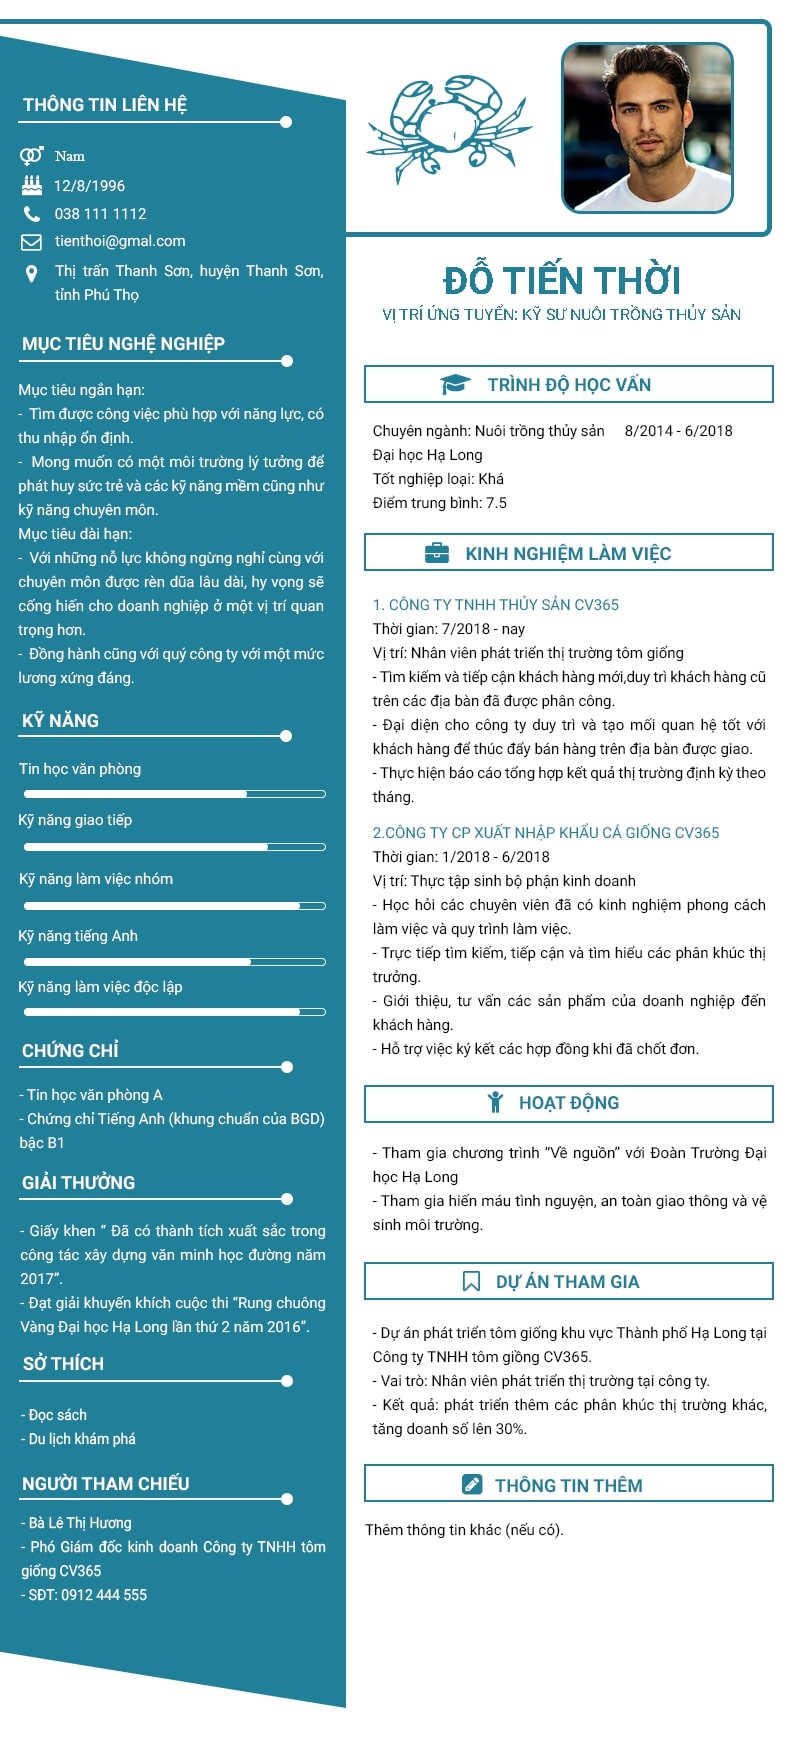 THÔNG TIN LIÊN HỆ
Nam
12/8/1996
038 111 1112
tienthoi@gmal.com
Thị trấn Thanh Sơn, huyện Thanh Sơn,
tỉnh Phú Thọ
MỤC TIÊU NGHỆ NGHIỆP
Mục tiêu ngắn hạn:
- Tìm được công việc phù hợp với năng lực, có
thu nhập ổn định.
- Mong muốn có một môi trường lý tưởng để
phát huy sức trẻ và các kỹ năng mềm cũng như
kỹ năng chuyên môn.
Mục tiêu dài hạn:
- Với những nỗ lực không ngừng nghỉ cùng với
chuyên môn được rèn dũa lâu dài, hy vọng sẽ
cống hiến cho doanh nghiệp ở một vị trí quan
trọng hơn.
- Đồng hành cũng với quý công ty với một mức
lương xứng đáng.
KỸ NĂNG
Tin học văn phòng
Kỹ năng giao tiếp
Kỹ năng làm việc nhóm
Kỹ năng tiếng Anh
Kỹ năng làm việc độc lập
CHỨNG CHỈ
- Tin học văn phòng A
- Chứng chỉ Tiếng Anh (khung chuẩn của BGD)
bậc B1
GIẢI THƯỞNG
- Giấy khen “ Đã có thành tích xuất sắc trong
công tác xây dựng văn minh học đường năm
2017”.
- Đạt giải khuyến khích cuộc thi “Rung chuông
Vàng Đại học Hạ Long lần thứ 2 năm 2016”.
SỞ THÍCH
- Đọc sách
- Du lịch khám phá
NGƯỜI THAM CHIẾU
- Bà Lê Thị Hương
- Phó Giám đốc kinh doanh Công ty TNHH tôm
giống CV365
- SĐT: 0912 444 555
ĐỖ TIẾN THỜI
VỊ TRÍ ỨNG TUYỂN: KỸ SƯ NUÔI TRỒNG THỦY SẢN
TRÌNH ĐỘ HỌC VẤN
Chuyên ngành: Nuôi trồng thủy sản 8/2014 - 6/2018
Đại học Hạ Long
Tốt nghiệp loại: Khá
Điểm trung bình: 7.5
KINH NGHIỆM LÀM VIỆC
1. CÔNG TY TNHH THỦY SẢN CV365
Thời gian: 7/2018 - nay
Vị trí: Nhân viên phát triển thị trường tôm giống
- Tìm kiếm và tiếp cận khách hàng mới,duy trì khách hàng cũ
trên các địa bàn đã được phân công.
- Đại diện cho công ty duy trì và tạo mối quan hệ tốt với
khách hàng để thúc đẩy bán hàng trên địa bàn được giao.
- Thực hiện báo cáo tổng hợp kết quả thị trường định kỳ theo
tháng.
2.CÔNG TY CP XUẤT NHẬP KHẨU CÁ GIỐNG CV365
Thời gian: 1/2018 - 6/2018
Vị trí: Thực tập sinh bộ phận kinh doanh
- Học hỏi các chuyên viên đã có kinh nghiệm phong cách
làm việc và quy trình làm việc.
- Trực tiếp tìm kiếm, tiếp cận và tìm hiểu các phân khúc thị
trưởng.
- Giới thiệu, tư vấn các sản phẩm của doanh nghiệp đến
khách hàng.
- Hỗ trợ việc ký kết các hợp đồng khi đã chốt đơn.
HOẠT ĐỘNG
- Tham gia chương trình “Về nguồn” với Đoàn Trường Đại
học Hạ Long
- Tham gia hiến máu tình nguyện, an toàn giao thông và vệ
sinh môi trường.
DỰ ÁN THAM GIA
- Dự án phát triển tôm giống khu vực Thành phố Hạ Long tại
Công ty TNHH tôm giồng CV365.
- Vai trò: Nhân viên phát triển thị trường tại công ty.
- Kết quả: phát triển thêm các phân khúc thị trường khác,
tăng doanh số lên 30%.
THÔNG TIN THÊM
Thêm thông tin khác (nếu có).